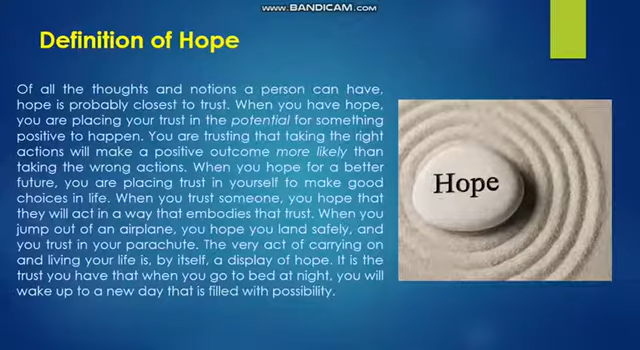 www.BANDICAM.com
Definition of Hope
Of all the thoughts and notions a person can have,
hope is probably closest to trust. When you have hope,
you are placing your trust in the potential for something
positive to happen. You are trusting that taking the right
actions will make a positive outcome more likely than
taking the wrong actions. When you hope for a better
future, you are placing trust in yourself to make good
choices in life. When you trust someone, you hope that
they will act in a way that embodies that trust. When you
jump out of an airplane, you hope you land safely, and
you trust in your parachute. The very act of carrying on
and living your life is, by itself, a display of hope. It is the
trust you have that when you go to bed at night, you will
wake up to a new day that is filled with possibility.
Hope